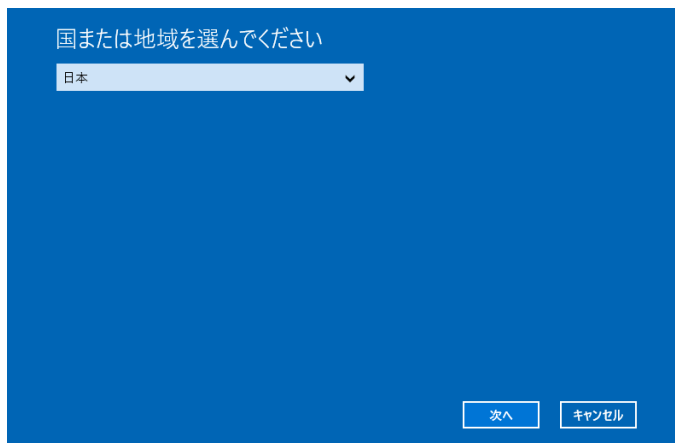 国または地域を選んでください
日本
次へ
キャンセル